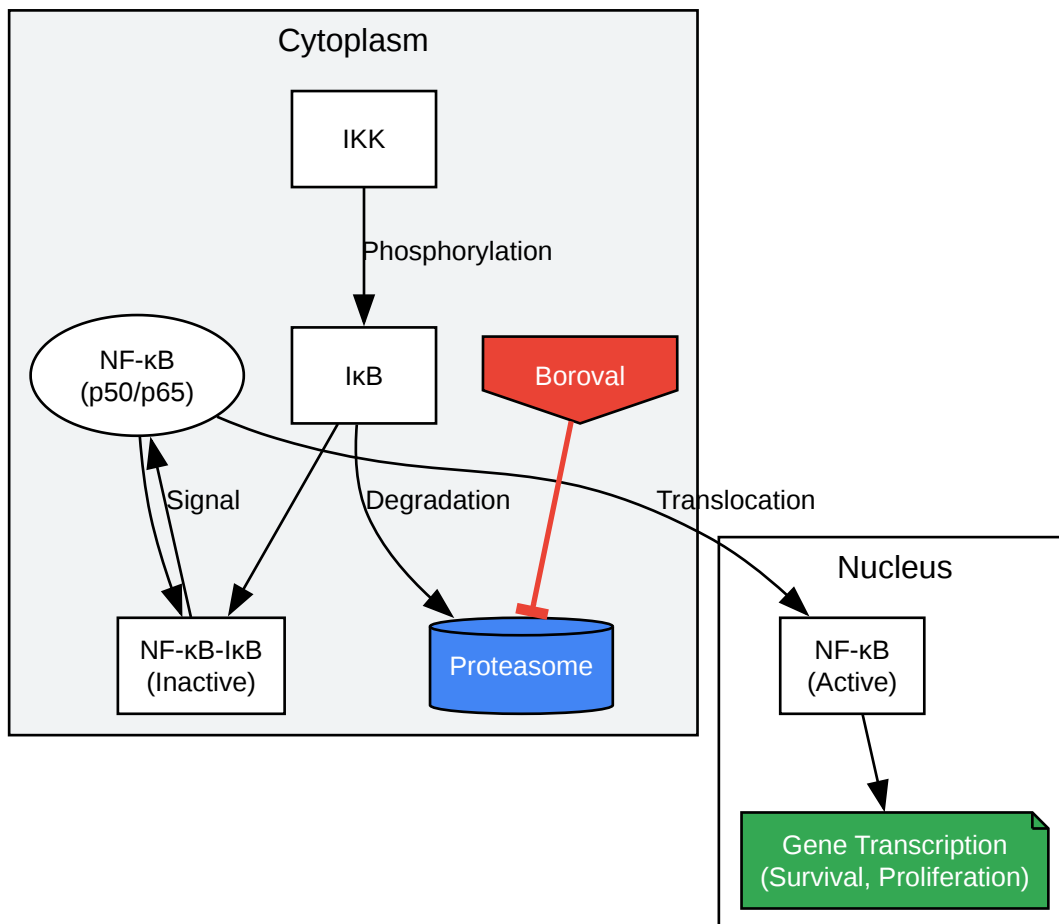 Cytoplasm
IKK
Phosphorylation
NF-κB
(p50/p65)
IκB
Boroval
Signal
Degradation
Translocation
Nucleus
NF-κB-IκB
(Inactive)
Proteasome
NF-κB
(Active)
Gene Transcription
(Survival, Proliferation)